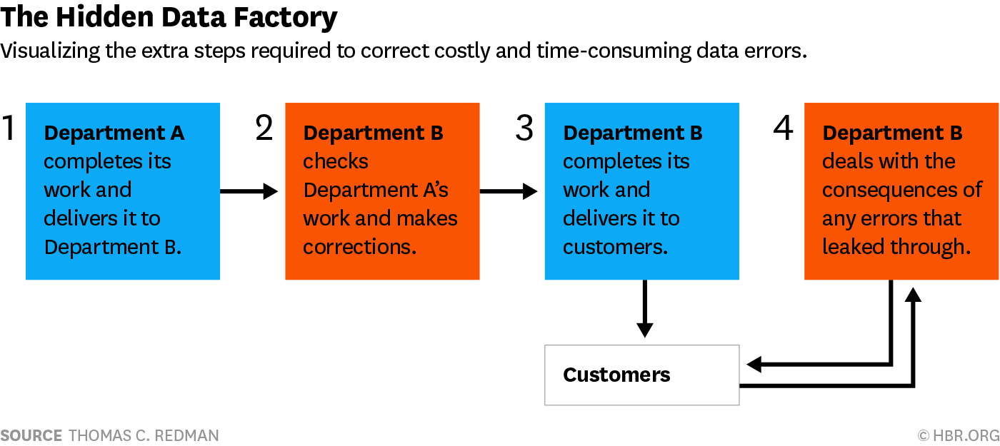 The Hidden Data Factory
Visualizing the extra steps required to correct costly and time-consuming data errors.
1
Department A
completes its
work and
delivers it to
Department B.
2
Department B
checks
Department A’s
work and makes
corrections.
3
Department B
completes its
work and
delivers it to
customers.
4
Department B
deals with the
consequences of
any errors that
leaked through.
Customers
SOURCE THOMAS C. REDMAN
© HBR.ORG